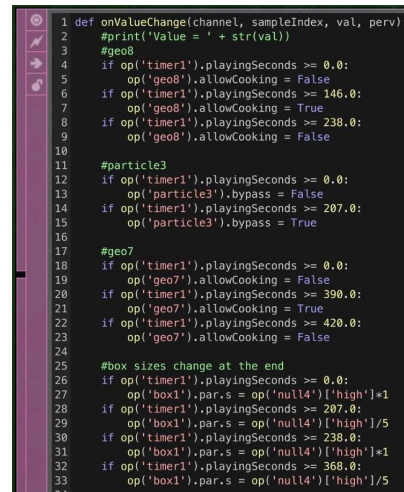 1 def onValueChange(channel, sampleIndex, val, perv)
2 #print('Value = ' + str(val))
3 #geo8
4 if op('timer1').playingSeconds >= 0.0:
5 op('geo8').allowCooking = False
6 if op('timer1').playingSeconds >= 146.0:
7 op('geo8').allowCooking = True
8 if op('timer1').playingSeconds >= 238.0:
9 op('geo8').allowCooking = False
10
11 #particle3
12 if op('timer1').playingSeconds >= 0.0:
13 op('particle3').bypass = False
14 if op('timer1').playingSeconds >= 207.0:
15 op('particle3').bypass = True
16
17 #geo7
18 if op('timer1').playingSeconds >= 0.0:
19 op('geo7').allowCooking = False
20 if op('timer1').playingSeconds >= 390.0:
21 op('geo7').allowCooking = True
22 if op('timer1').playingSeconds >= 420.0:
23 op('geo7').allowCooking = False
24
25 #box sizes change at the end
26 if op('timer1').playingSeconds >= 0.0:
27 op('box1').par.s = op('null4')['high']*1
28 if op('timer1').playingSeconds >= 207.0:
29 op('box1').par.s = op('null4')['high']/5
30 if op('timer1').playingSeconds >= 238.0:
31 op('box1').par.s = op('null4')['high']*1
32 if op('timer1').playingSeconds >= 368.0:
33 op('box1').par.s = op('null4')['high']/5